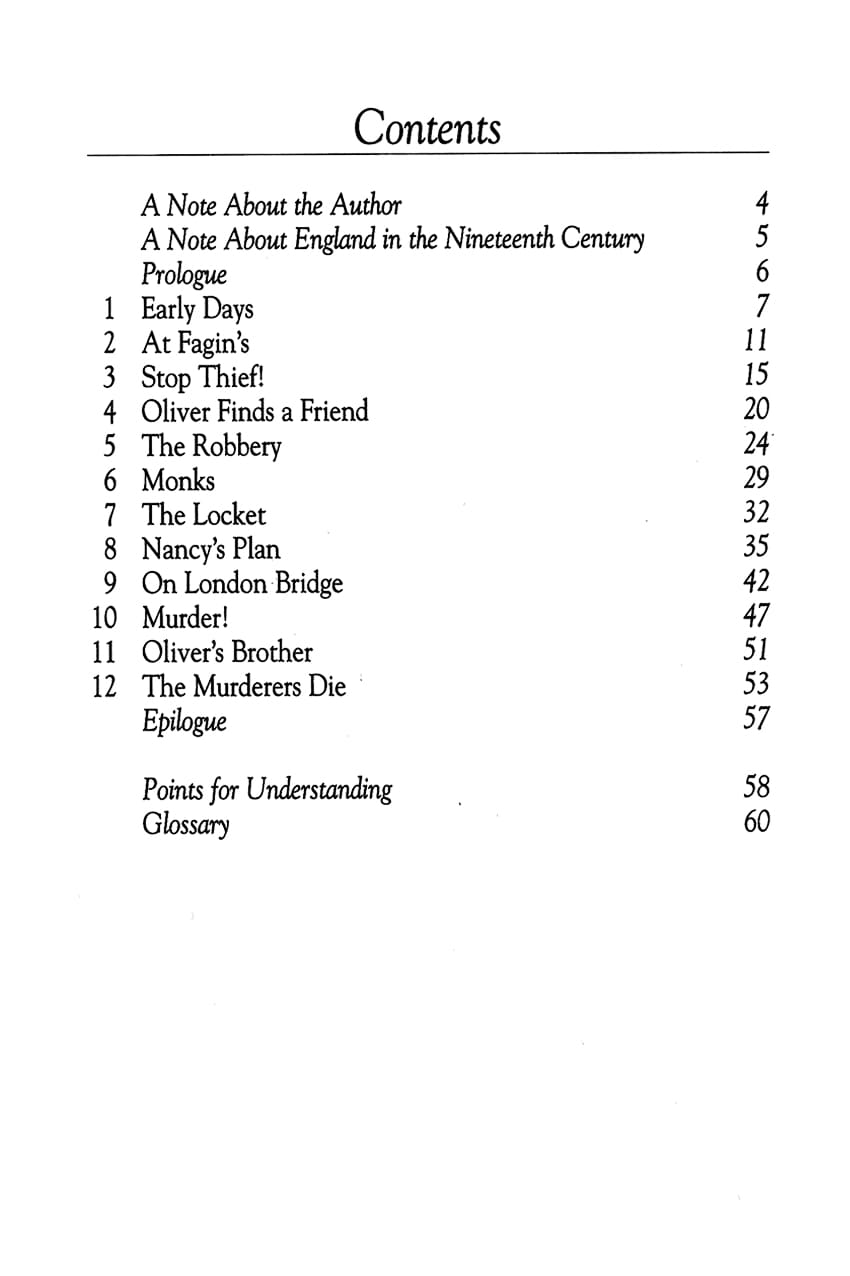 Contents
A Note About the Author 4
A Note About England in the Nineteenth Century 5
Prologue 6
1 Early Days 7
2 At Fagin's 11
3 Stop Thief! 15
4 Oliver Finds a Friend 20
5 The Robbery 24
6 Monks 29
7 The Locket 32
8 Nancy's Plan 35
9 On London Bridge 42
10 Murder! 47
11 Oliver's Brother 51
12 The Murderers Die 53
Epilogue 57
Points for Understanding 58
Glossary 60